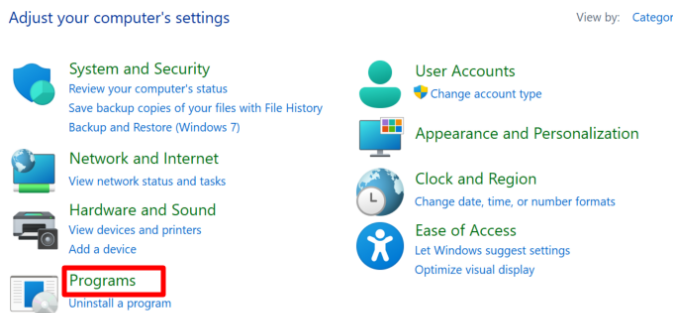 Adjust your computer's settings
View by: Categor
System and Security
Review your computer's status
Save backup copies of your files with File History
Backup and Restore (Windows 7)
Network and Internet
View network status and tasks
Hardware and Sound
View devices and printers
Add a device
Programs
Uninstall a program
User Accounts
Change account type
Appearance and Personalization
Clock and Region
Change date, time, or number formats
Ease of Access
Let Windows suggest settings
Optimize visual display